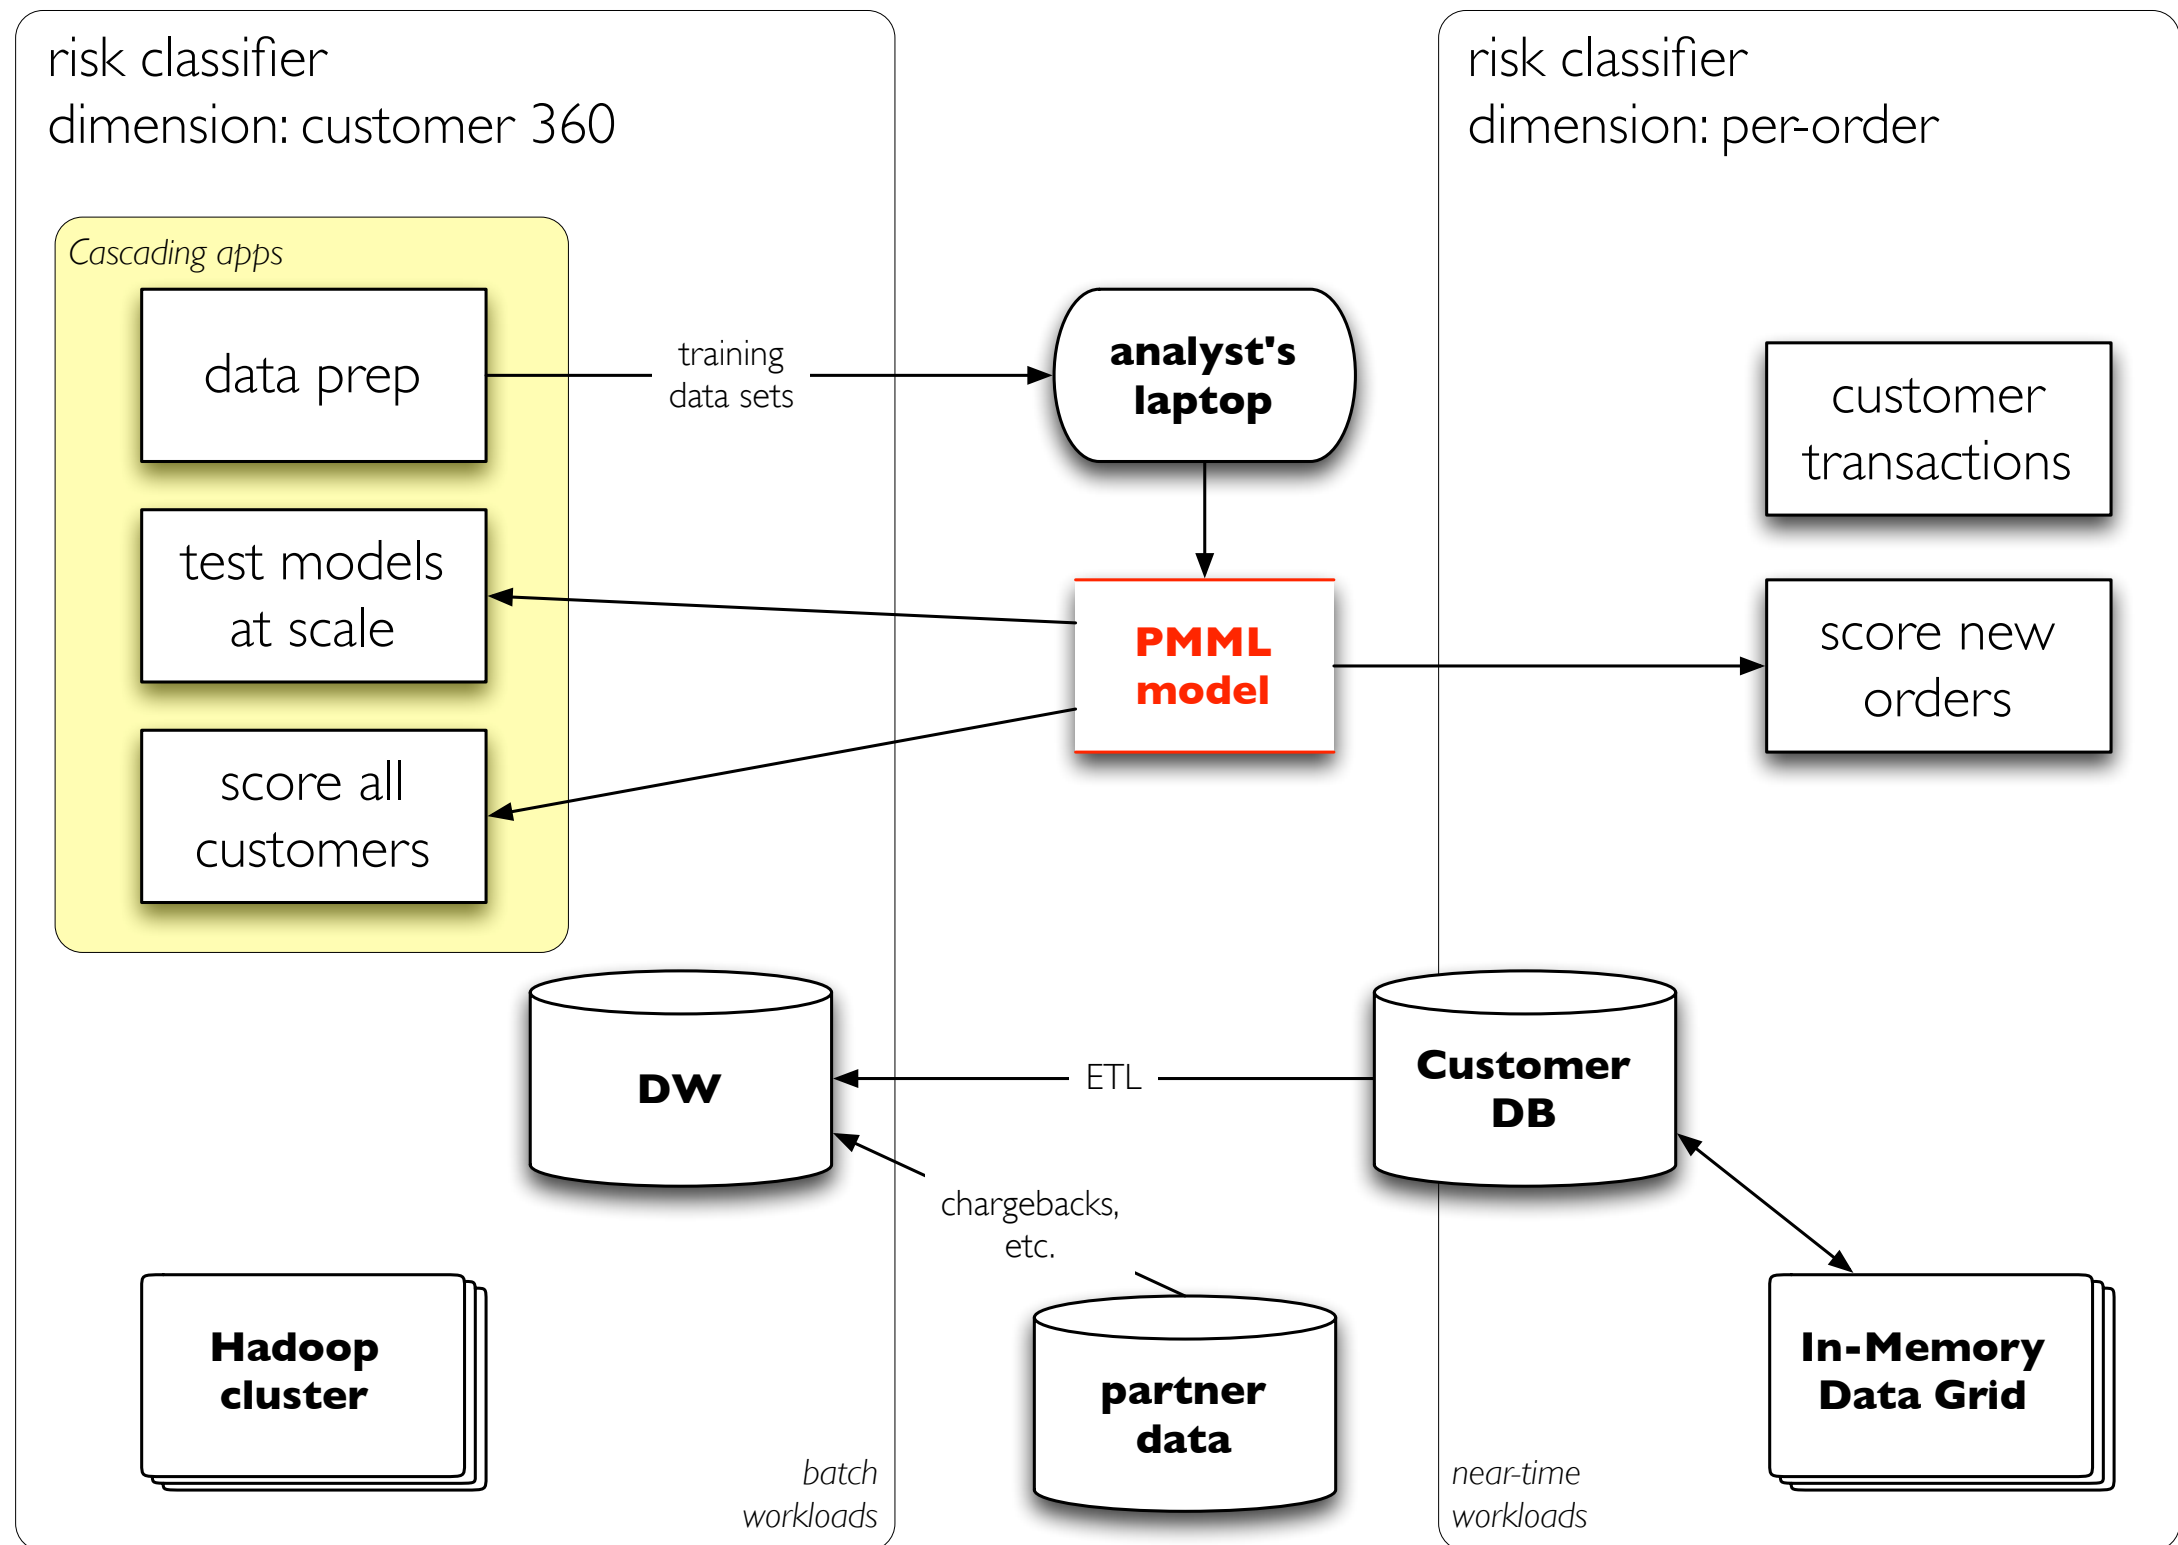 risk classifier
dimension: customer 360
risk classifier
dimension: per-order
Cascading apps
data prep
training
data sets
analyst's
laptop
customer
transactions
test models
at scale
PMML
model
score new
orders
score all
customers
DW
ETL
Customer
DB
chargebacks,
etc.
Hadoop
cluster
partner
data
In-Memory
Data Grid
batch
workloads
near-time
workloads